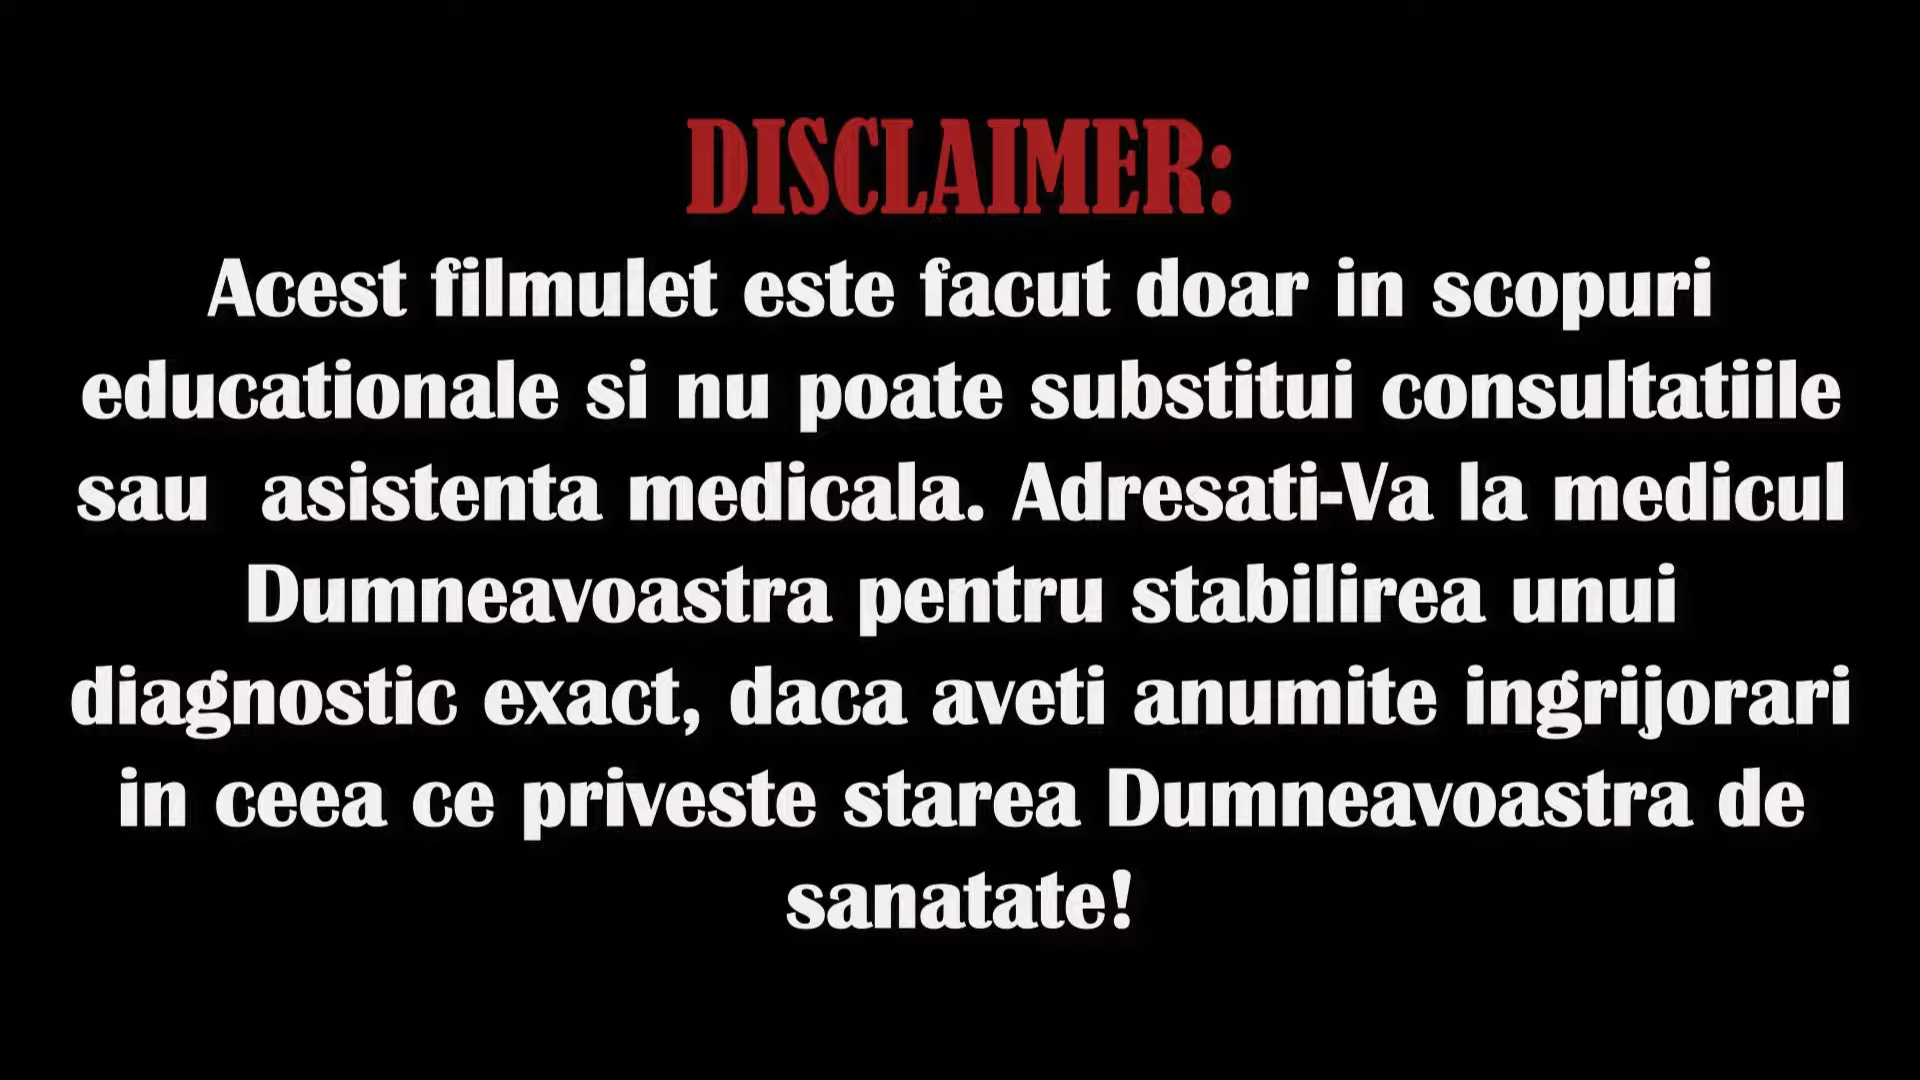 DISCLAIMER:
Acest filmulet este facut doar in scopuri
educationale si nu poate substitui consultatiile
sau  asistenta medicala. Adresati-Va la medicul
Dumneavoastra pentru stabilirea unui
diagnostic exact, daca aveti anumite ingrijorari
in ceea ce priveste starea Dumneavoastra de
sanatate!